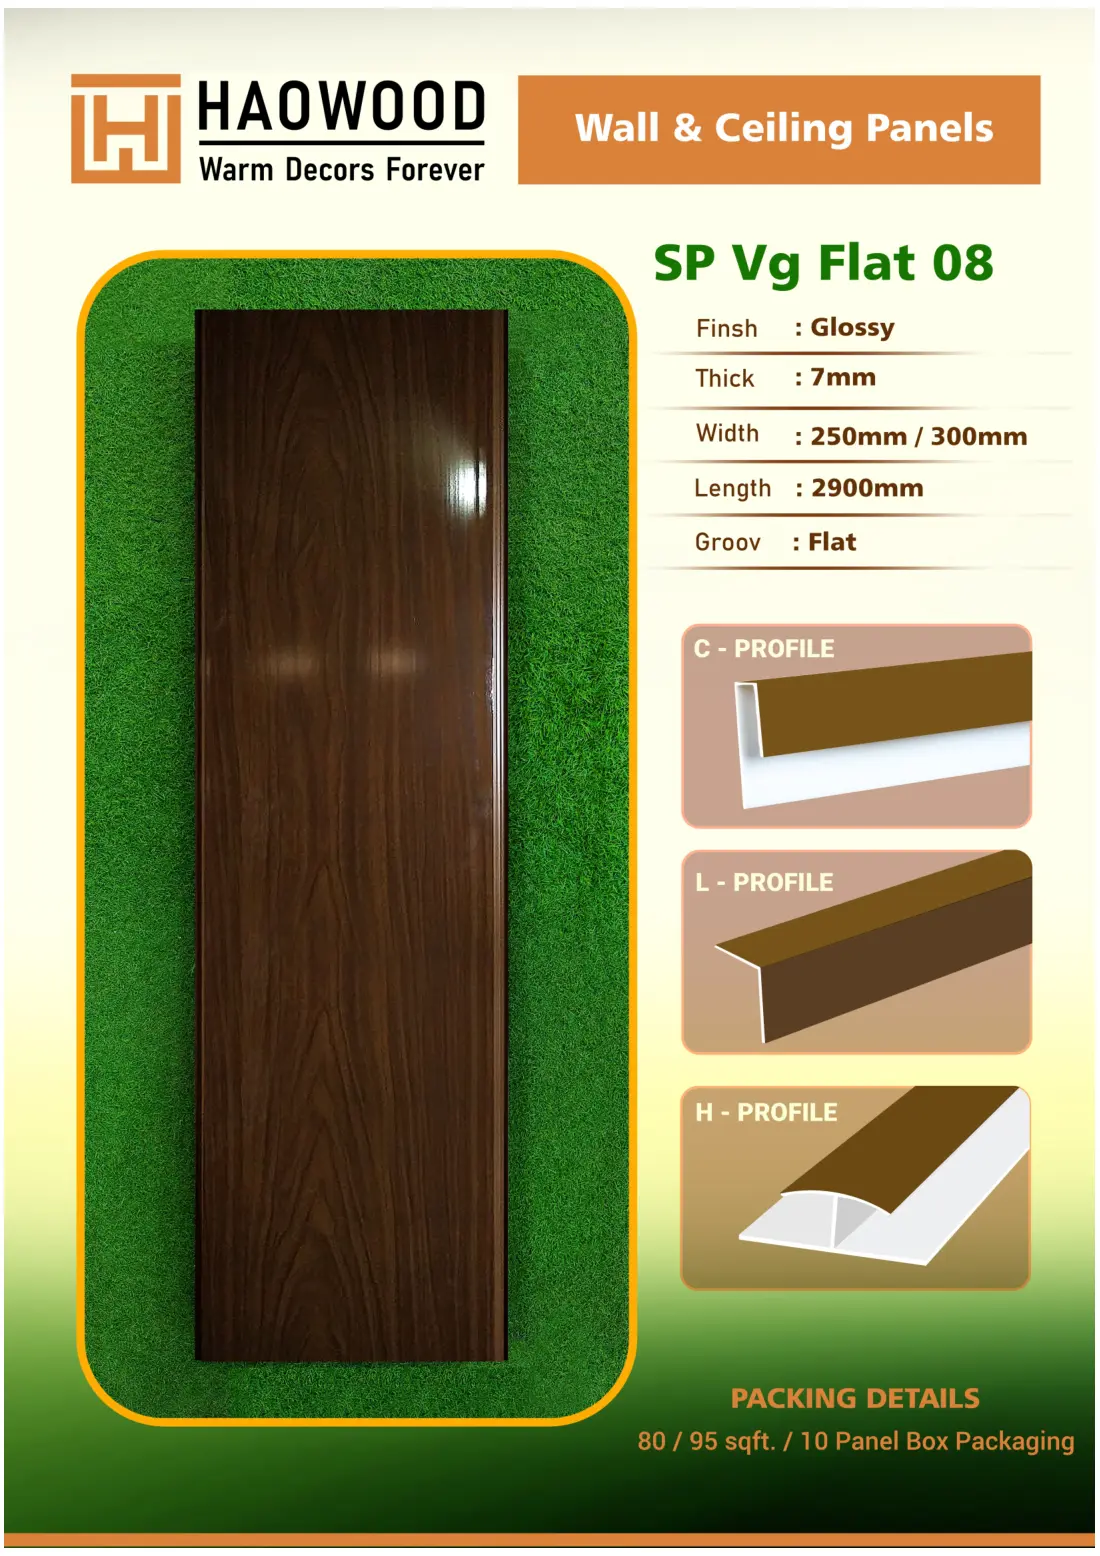 HAOWOOD
Warm Decors Forever
Wall & Ceiling Panels
SP Vg Flat 08
Finsh : Glossy
Thick : 7mm
Width : 250mm / 300mm
Length : 2900mm
Groov : Flat
C - PROFILE
L - PROFILE
H - PROFILE
PACKING DETAILS
80 / 95 sqft. / 10 Panel Box Packaging